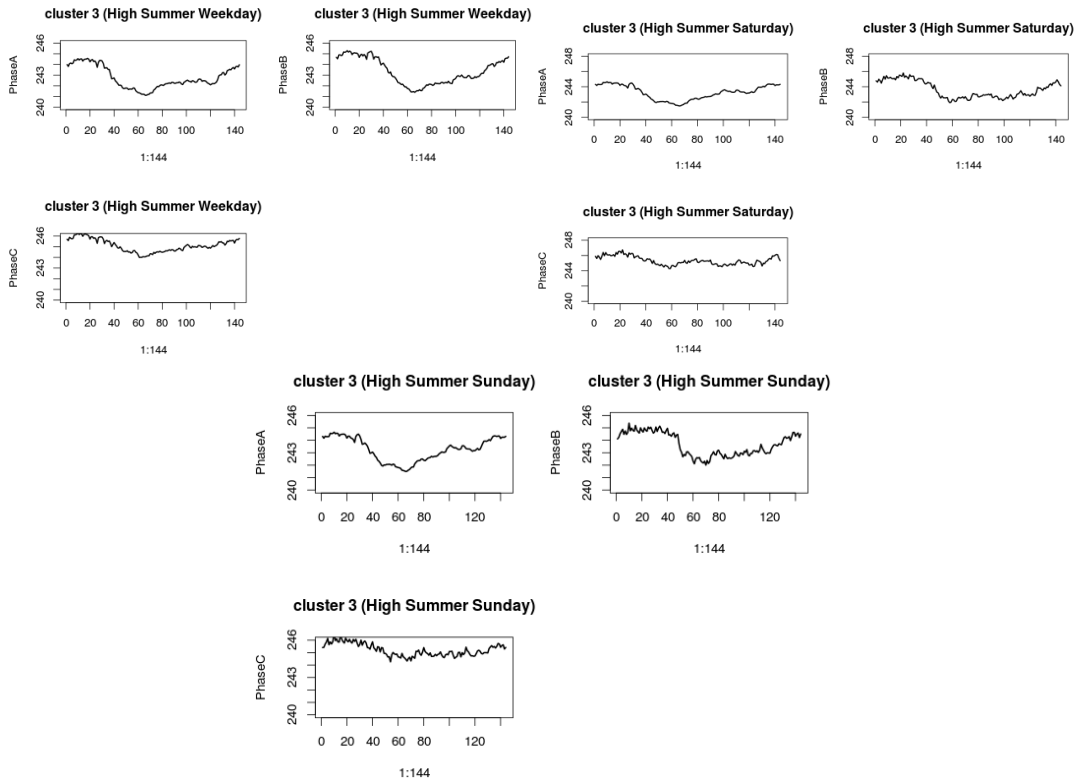 cluster 3 (High Summer Weekday)
PhaseA
240 243 246
0 20 40 60 80 100 120 140
1:144
cluster 3 (High Summer Weekday)
PhaseB
240 243 246
0 20 40 60 80 100 120 140
1:144
cluster 3 (High Summer Saturday)
PhaseA
240 244 248
0 20 40 60 80 100 120 140
1:144
cluster 3 (High Summer Saturday)
PhaseB
240 244 248
0 20 40 60 80 100 140
1:144
cluster 3 (High Summer Weekday)
PhaseC
240 243 246
0 20 40 60 80 100 120 140
1:144
cluster 3 (High Summer Saturday)
PhaseC
240 244 248
0 20 40 60 80 100 120 140
1:144
cluster 3 (High Summer Sunday)
PhaseA
240 243 246
0 20 40 60 80 120
1:144
cluster 3 (High Summer Sunday)
PhaseB
240 243 246
0 20 40 60 80 120
1:144
cluster 3 (High Summer Sunday)
PhaseC
240 243 246
0 20 40 60 80 120
1:144